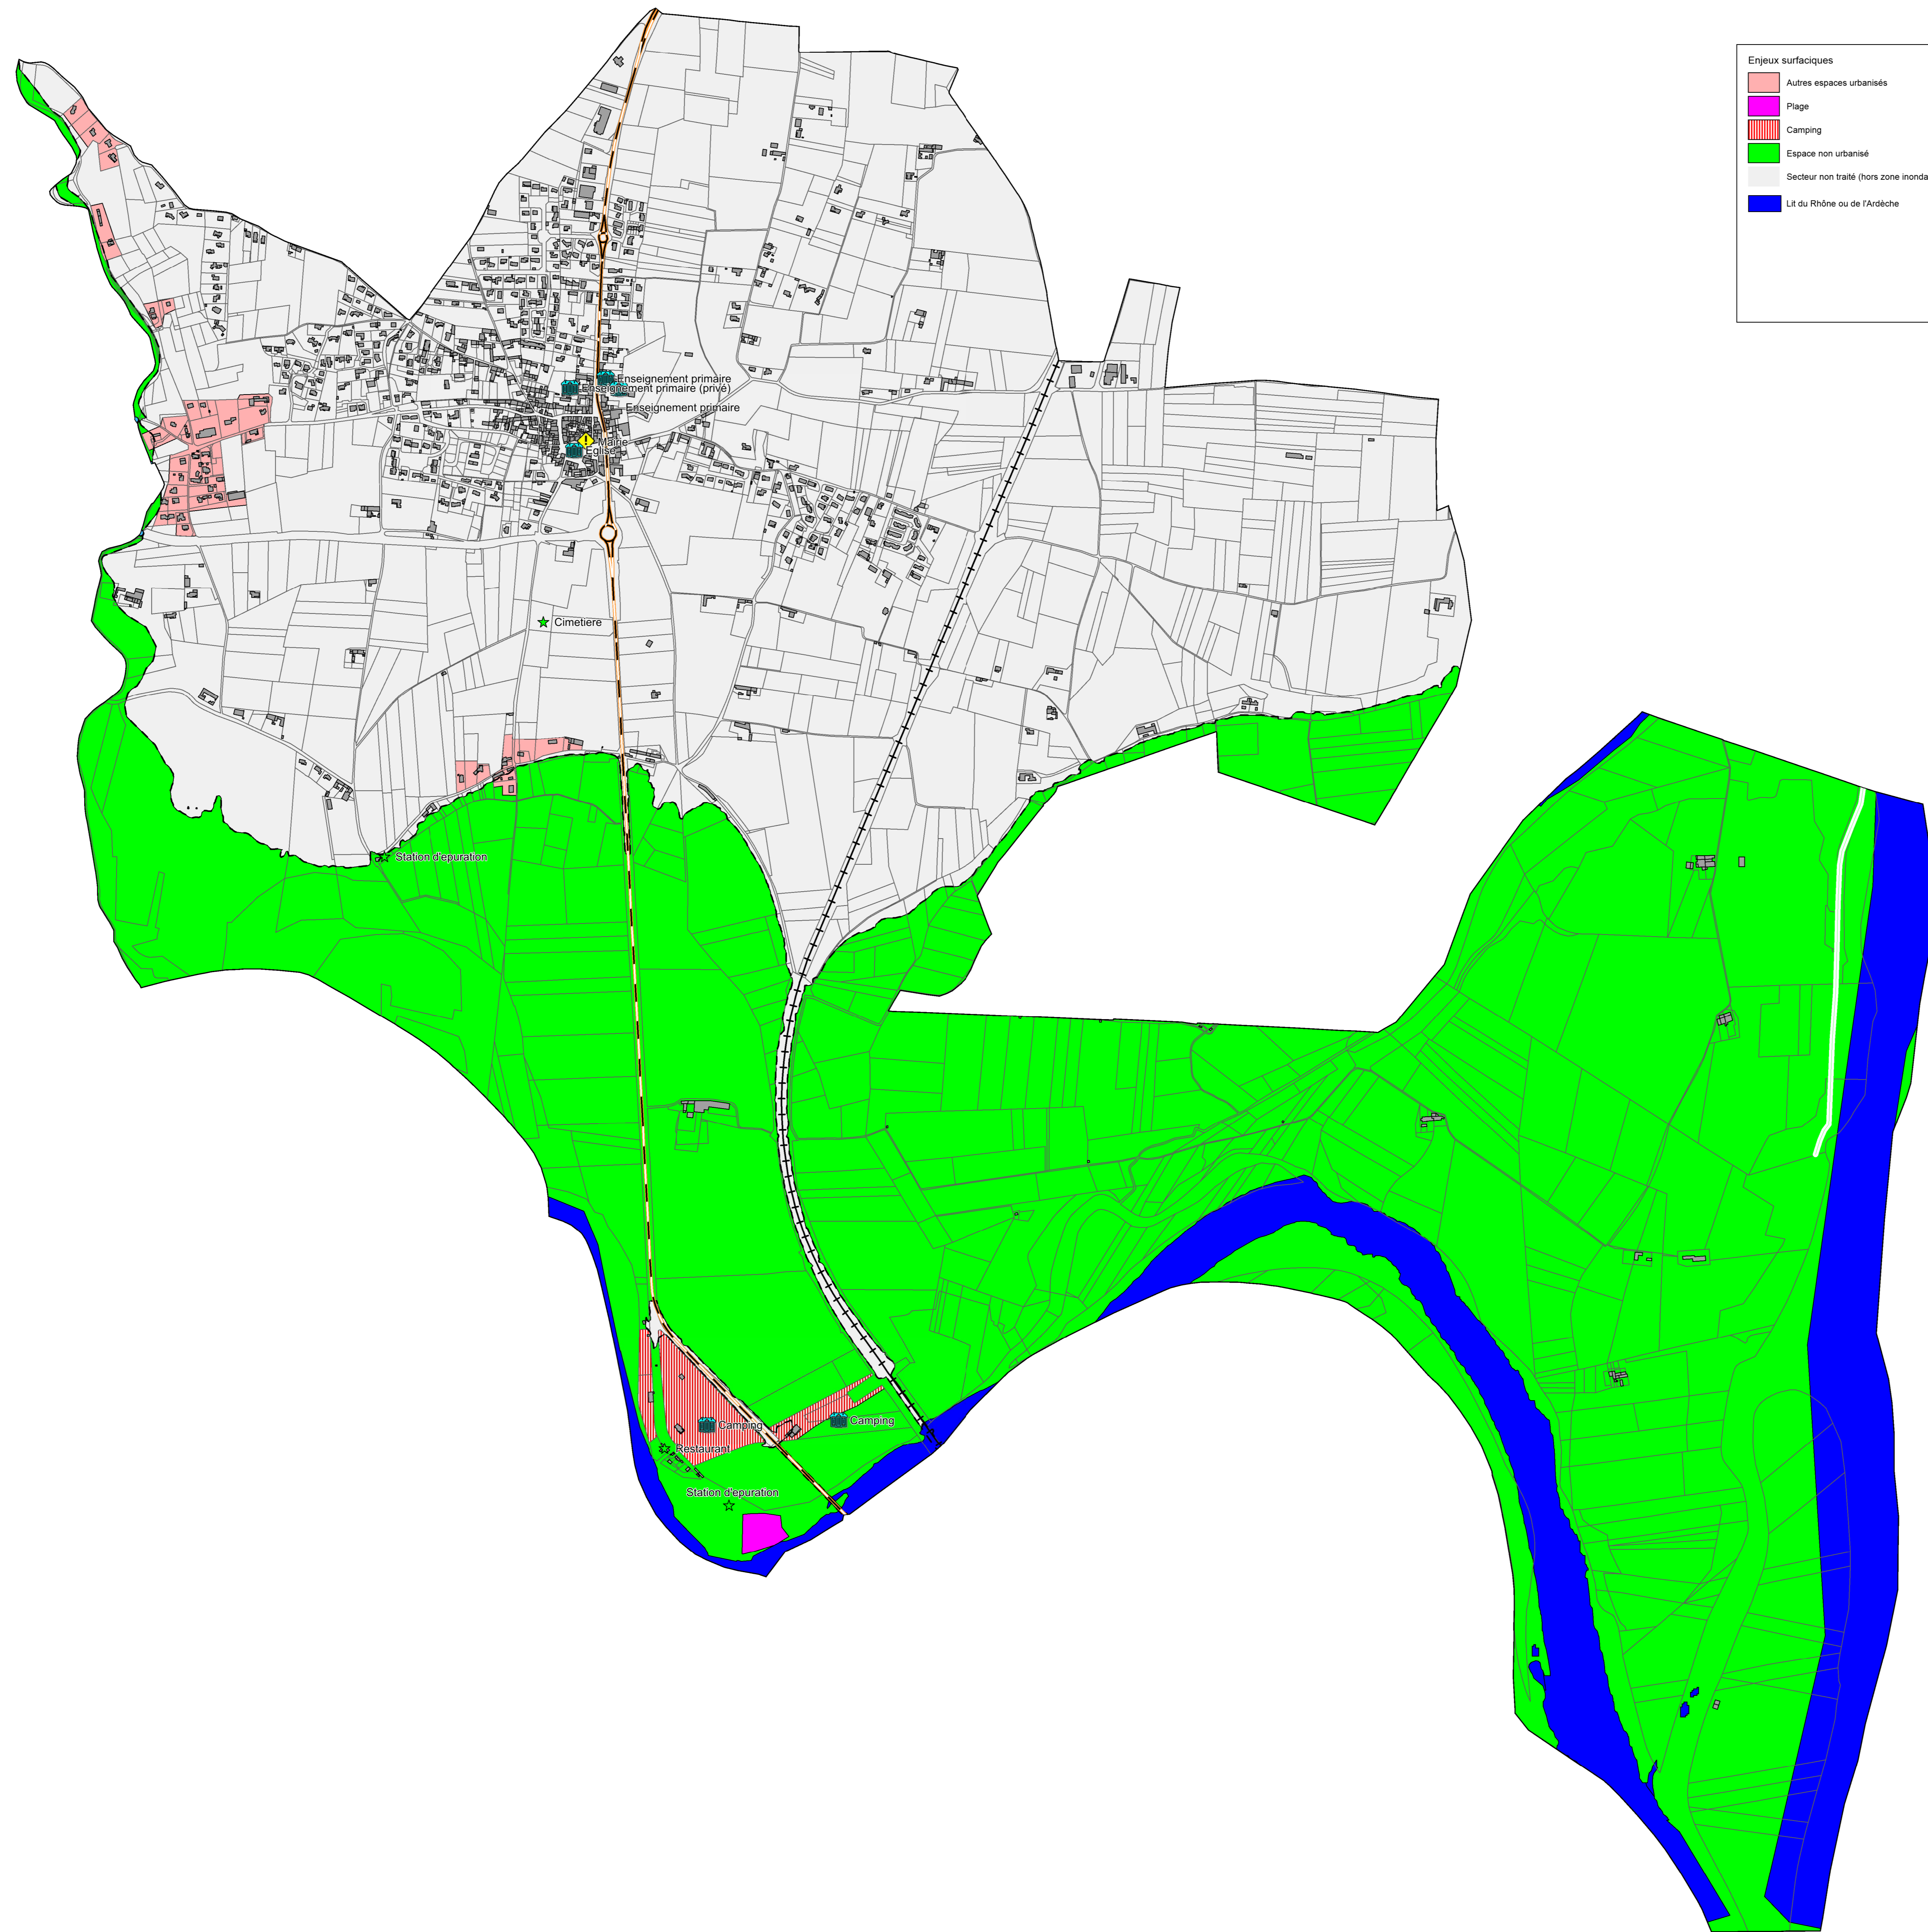 Enjeux surfaciques
Autres espaces urbanisés
Plage
Camping
Espace non urbanisé
Secteur non traité (hors zone inonda
Lit du Rhône ou de l'Ardèche
Enseignement primaire
Enseignement primaire (privé)
Enseignement primaire
Mairie
Eglise
Cimetiere
Station d'epuration
Camping
Camping
Restaurant
Station d'epuration